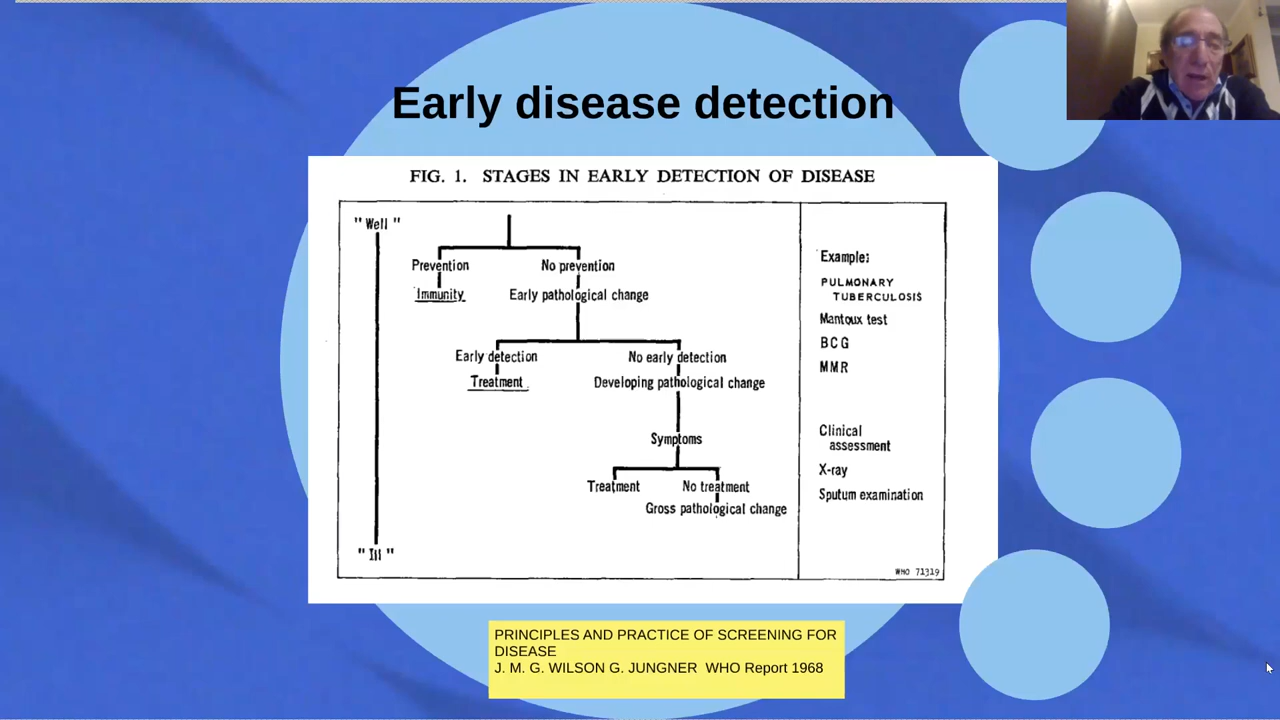 Early disease detection
FIG. 1. STAGES IN EARLY DETECTION OF DISEASE
"Well"
Prevention
No prevention
Immunity
Early pathological change
Early detection
No early detection
Treatment
Developing pathological change
Symptoms
Treatment
No treatment
Gross pathological change
"Ill"
Example:
PULMONARY
TUBERCULOSIS
Mantoux test
BCG
MMR
Clinical
assessment
X-ray
Sputum examination
WHO 71319
PRINCIPLES AND PRACTICE OF SCREENING FOR
DISEASE
J. M. G. WILSON G. JUNGNER WHO Report 1968